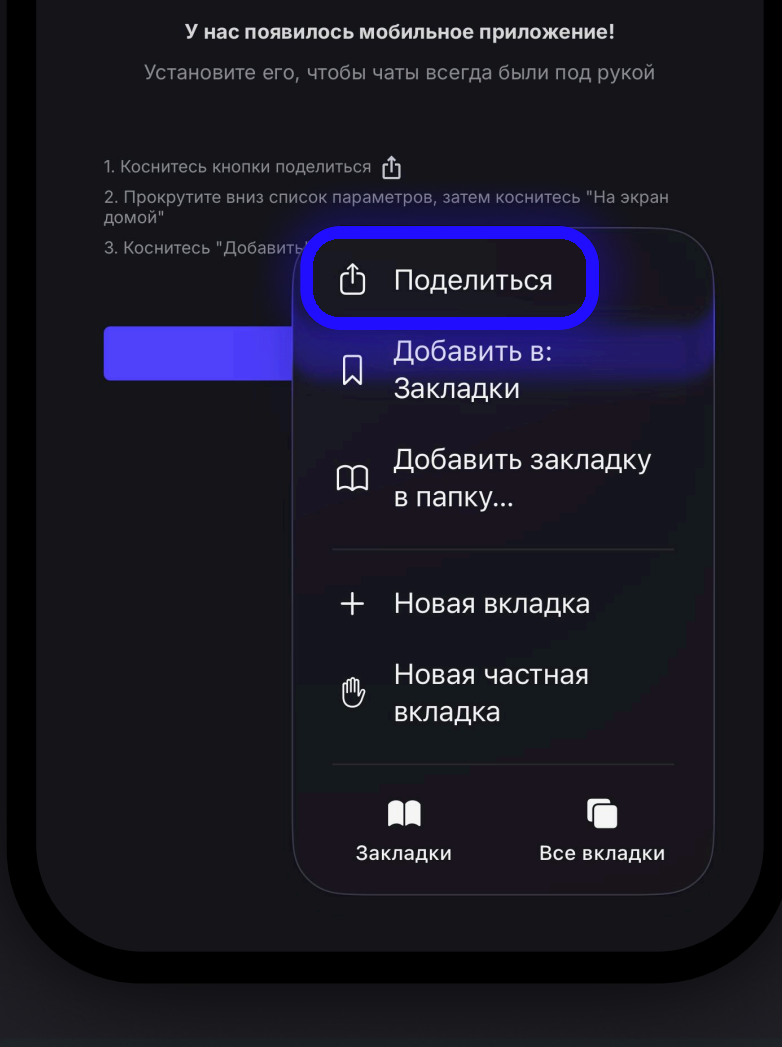 У нас появилось мобильное приложение!
Установите его, чтобы чаты всегда были под рукой
1. Коснитесь кнопки поделиться
2. Прокрутите вниз список параметров, затем коснитесь "На экран
домой"
3. Коснитесь "Добавить"
Поделиться
Добавить в:
Закладки
Добавить закладку
в папку...
Новая вкладка
Новая частная
вкладка
Закладки
Все вкладки